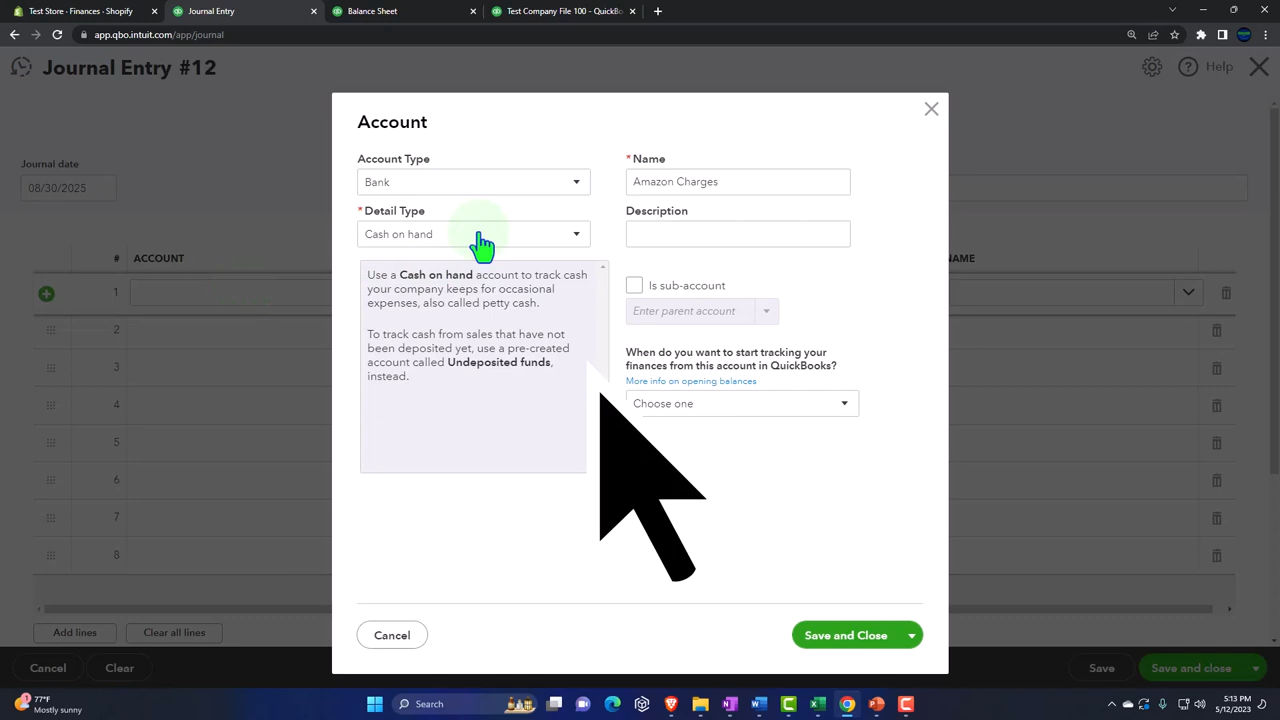 Test Store · Finances · Shopify
Journal Entry
Balance Sheet
Test Company File 100 - QuickBo
app.qbo.intuit.com/app/journal
Journal Entry #12
Help
Account
Account Type
* Name
Journal date
Bank
Amazon Charges
08/30/2025
* Detail Type
Description
Cash on hand
# ACCOUNT
NAME
Use a Cash on hand account to track cash
your company keeps for occasional
expenses, also called petty cash.
Is sub-account
1
Enter parent account
2
To track cash from sales that have not
been deposited yet, use a pre-created
account called Undeposited funds,
instead.
When do you want to start tracking your
finances from this account in QuickBooks?
More info on opening balances
3
Choose one
4
5
6
7
8
Add lines
Clear all lines
Cancel
Save and Close
Cancel
Clear
Save
Save and close
77°F
Mostly sunny
Search
5:13 PM
5/12/2023